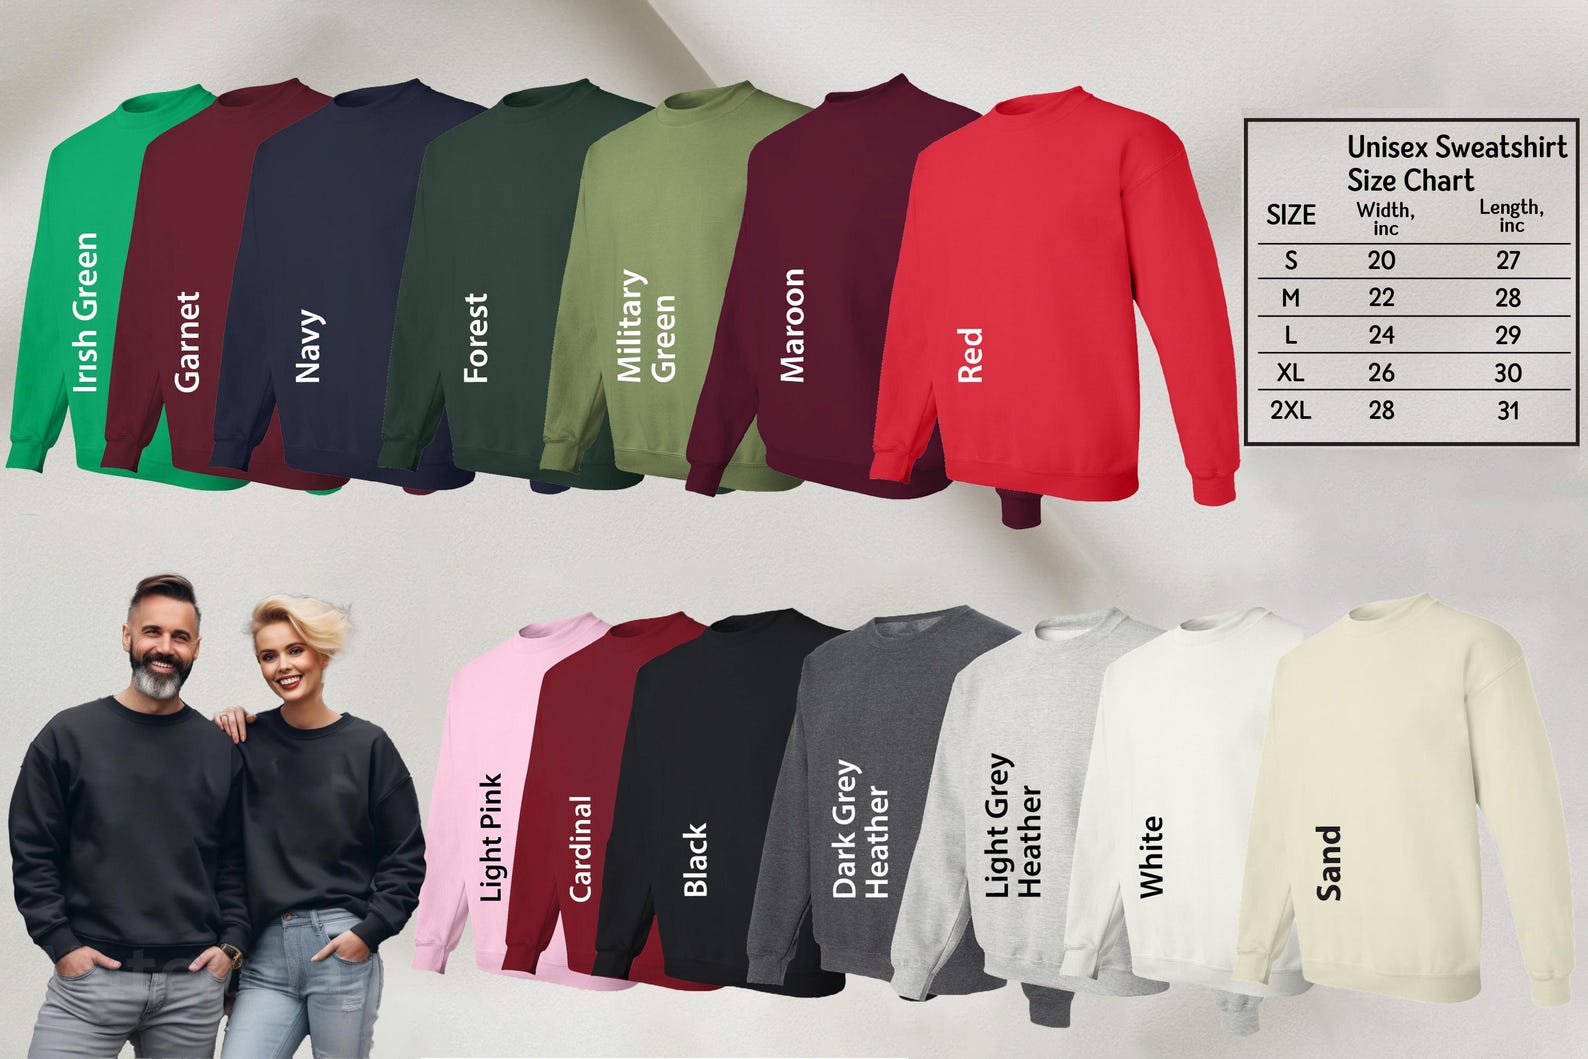 Irish Green
Garnet
Navy
Forest
Military
Green
Maroon
Red
Unisex Sweatshirt
Size Chart
SIZE Width, inc Length, inc
S 20 27
M 22 28
L 24 29
XL 26 30
2XL 28 31
Light Pink
Cardinal
Black
Dark Grey
Heather
Light Grey
Heather
White
Sand